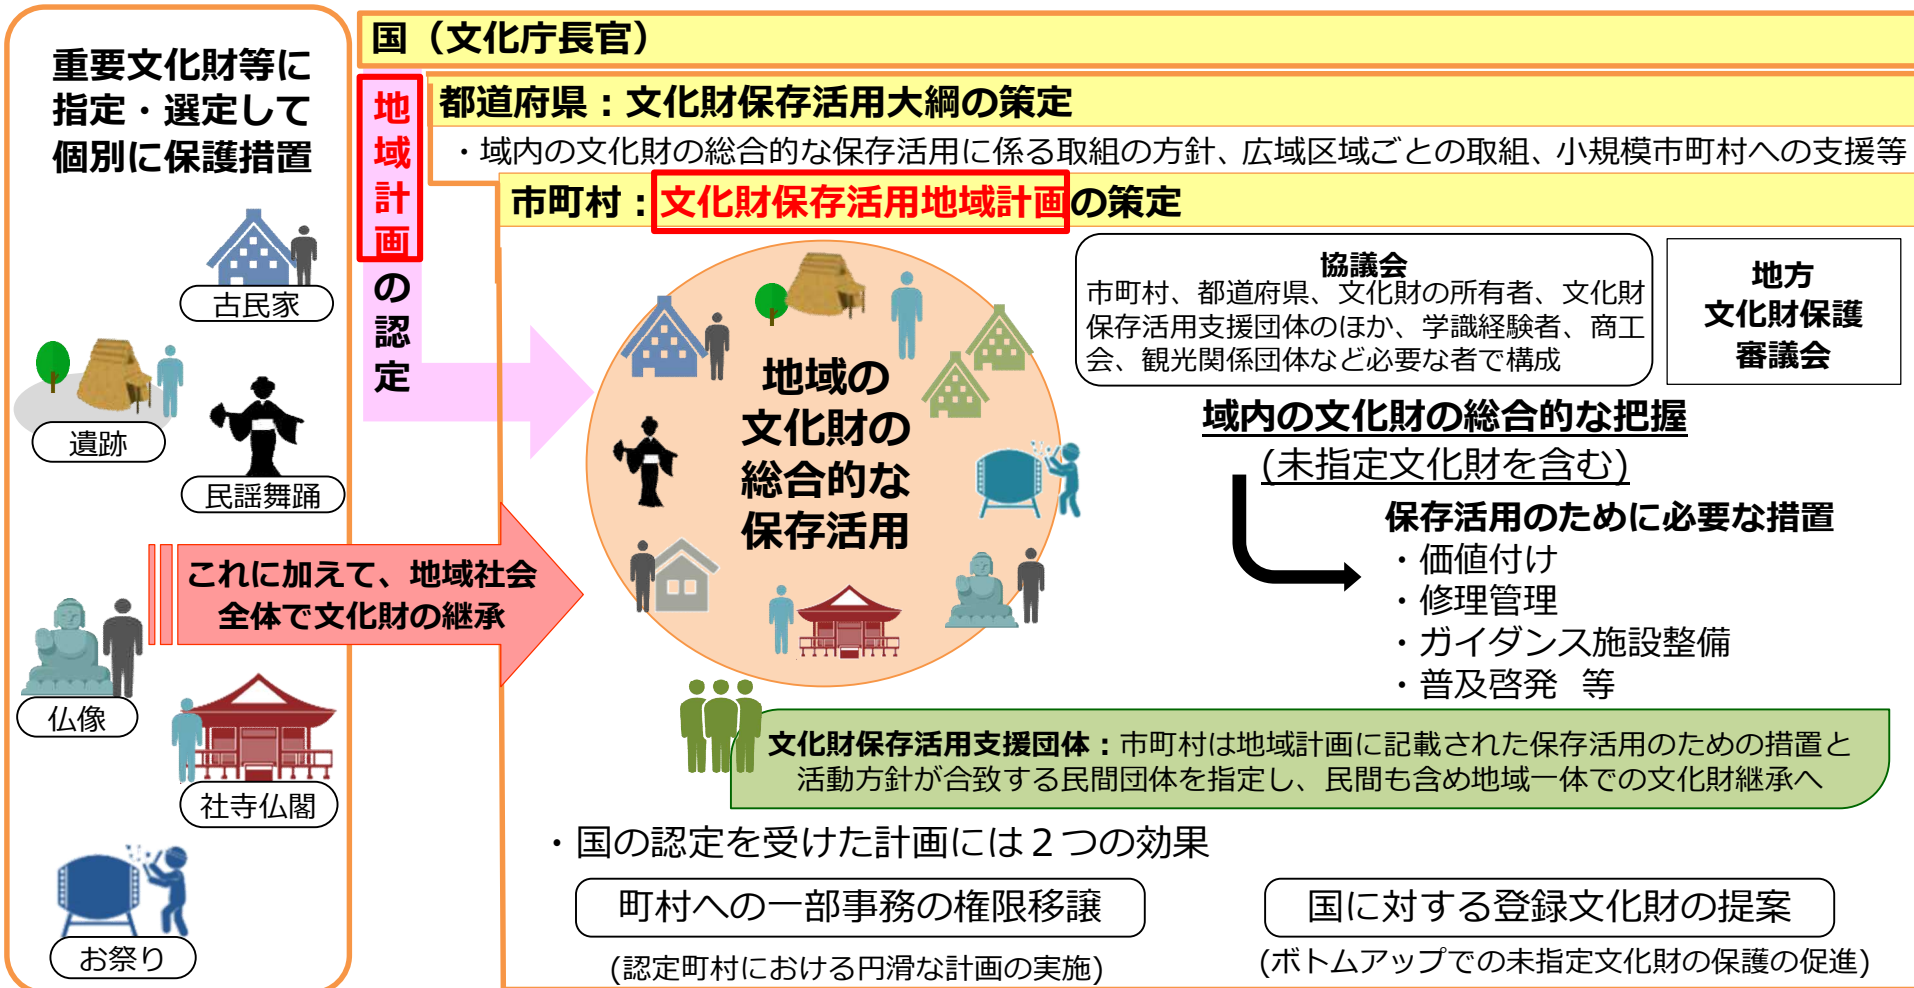 重要文化財等に
指定・選定して
個別に保護措置
古民家
遺跡
民謡舞踊
仏像
社寺仏閣
お祭り
これに加えて、地域社会
全体で文化財の継承
国（文化庁長官）
地域計画の認定
都道府県：文化財保存活用大綱の策定
・域内の文化財の総合的な保存活用に係る取組の方針、広域区域ごとの取組、小規模市町村への支援等
市町村：文化財保存活用地域計画の策定
地域の
文化財の
総合的な
保存活用
協議会
市町村、都道府県、文化財の所有者、文化財
保存活用支援団体のほか、学識経験者、商工
会、観光関係団体など必要な者で構成
地方
文化財保護
審議会
域内の文化財の総合的な把握
(未指定文化財を含む)
保存活用のために必要な措置
・価値付け
・修理管理
・ガイダンス施設整備
・普及啓発 等
文化財保存活用支援団体：市町村は地域計画に記載された保存活用のための措置と
活動方針が合致する民間団体を指定し、民間も含め地域一体での文化財継承へ
・国の認定を受けた計画には２つの効果
町村への一部事務の権限移譲
(認定町村における円滑な計画の実施)
国に対する登録文化財の提案
(ボトムアップでの未指定文化財の保護の促進)